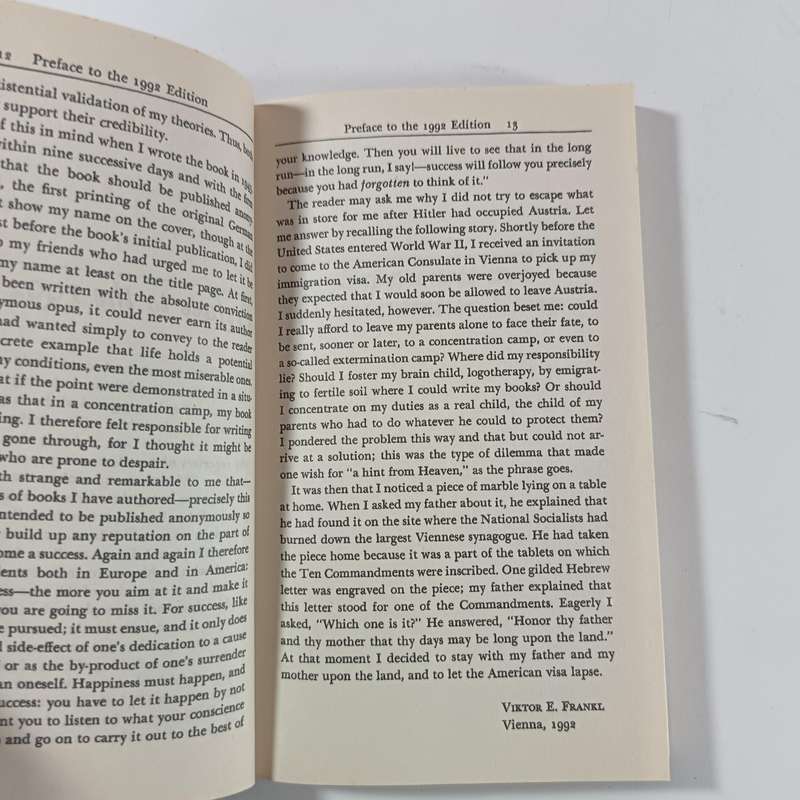 12 Preface to the 1992 Edition
istential validation of my theories. Thus, both
support their credibility.
f this in mind when I wrote the book in 1945
within nine successive days and with the firm
that the book should be published anony-
, the first printing of the original German
t show my name on the cover, though at the
st before the book's initial publication, I did
o my friends who had urged me to let it be
my name at least on the title page. At first,
been written with the absolute conviction
ymous opus, it could never earn its author
had wanted simply to convey to the reader
crete example that life holds a potential
ny conditions, even the most miserable ones.
at if the point were demonstrated in a situ-
as that in a concentration camp, my book
ing. I therefore felt responsible for writing
gone through, for I thought it might be
who are prone to despair.
th strange and remarkable to me that—
s of books I have authored—precisely this
ntended to be published anonymously so
r build up any reputation on the part of
ome a success. Again and again I therefore
ents both in Europe and in America:
ess—the more you aim at it and make it
you are going to miss it. For success, like
e pursued; it must ensue, and it only does
d side-effect of one's dedication to a cause
f or as the by-product of one's surrender
an oneself. Happiness must happen, and
uccess: you have to let it happen by not
nt you to listen to what your conscience
and go on to carry it out to the best of
Preface to the 1992 Edition 13
your knowledge. Then you will live to see that in the long
run—in the long run, I say!—success will follow you precisely
because you had forgotten to think of it."
The reader may ask me why I did not try to escape what
was in store for me after Hitler had occupied Austria. Let
me answer by recalling the following story. Shortly before the
United States entered World War II, I received an invitation
to come to the American Consulate in Vienna to pick up my
immigration visa. My old parents were overjoyed because
they expected that I would soon be allowed to leave Austria.
I suddenly hesitated, however. The question beset me: could
I really afford to leave my parents alone to face their fate, to
be sent, sooner or later, to a concentration camp, or even to
a so-called extermination camp? Where did my responsibility
lie? Should I foster my brain child, logotherapy, by emigrat-
ing to fertile soil where I could write my books? Or should
I concentrate on my duties as a real child, the child of my
parents who had to do whatever he could to protect them?
I pondered the problem this way and that but could not ar-
rive at a solution; this was the type of dilemma that made
one wish for "a hint from Heaven," as the phrase goes.
It was then that I noticed a piece of marble lying on a table
at home. When I asked my father about it, he explained that
he had found it on the site where the National Socialists had
burned down the largest Viennese synagogue. He had taken
the piece home because it was a part of the tablets on which
the Ten Commandments were inscribed. One gilded Hebrew
letter was engraved on the piece; my father explained that
this letter stood for one of the Commandments. Eagerly I
asked, "Which one is it?" He answered, "Honor thy father
and thy mother that thy days may be long upon the land."
At that moment I decided to stay with my father and my
mother upon the land, and to let the American visa lapse.
VIKTOR E. FRANKL
Vienna, 1992